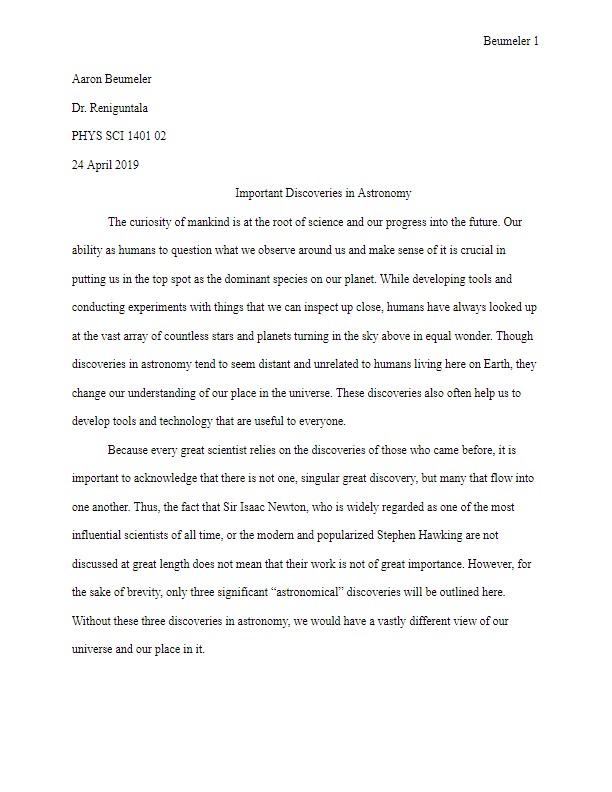 Beumeler 1
Aaron Beumeler
Dr. Reniguntala
PHYS SCI 1401 02
24 April 2019
Important Discoveries in Astronomy
The curiosity of mankind is at the root of science and our progress into the future. Our
ability as humans to question what we observe around us and make sense of it is crucial in
putting us in the top spot as the dominant species on our planet. While developing tools and
conducting experiments with things that we can inspect up close, humans have always looked up
at the vast array of countless stars and planets turning in the sky above in equal wonder. Though
discoveries in astronomy tend to seem distant and unrelated to humans living here on Earth, they
change our understanding of our place in the universe. These discoveries also often help us to
develop tools and technology that are useful to everyone.
Because every great scientist relies on the discoveries of those who came before, it is
important to acknowledge that there is not one, singular great discovery, but many that flow into
one another. Thus, the fact that Sir Isaac Newton, who is widely regarded as one of the most
influential scientists of all time, or the modern and popularized Stephen Hawking are not
discussed at great length does not mean that their work is not of great importance. However, for
the sake of brevity, only three significant “astronomical” discoveries will be outlined here.
Without these three discoveries in astronomy, we would have a vastly different view of our
universe and our place in it.